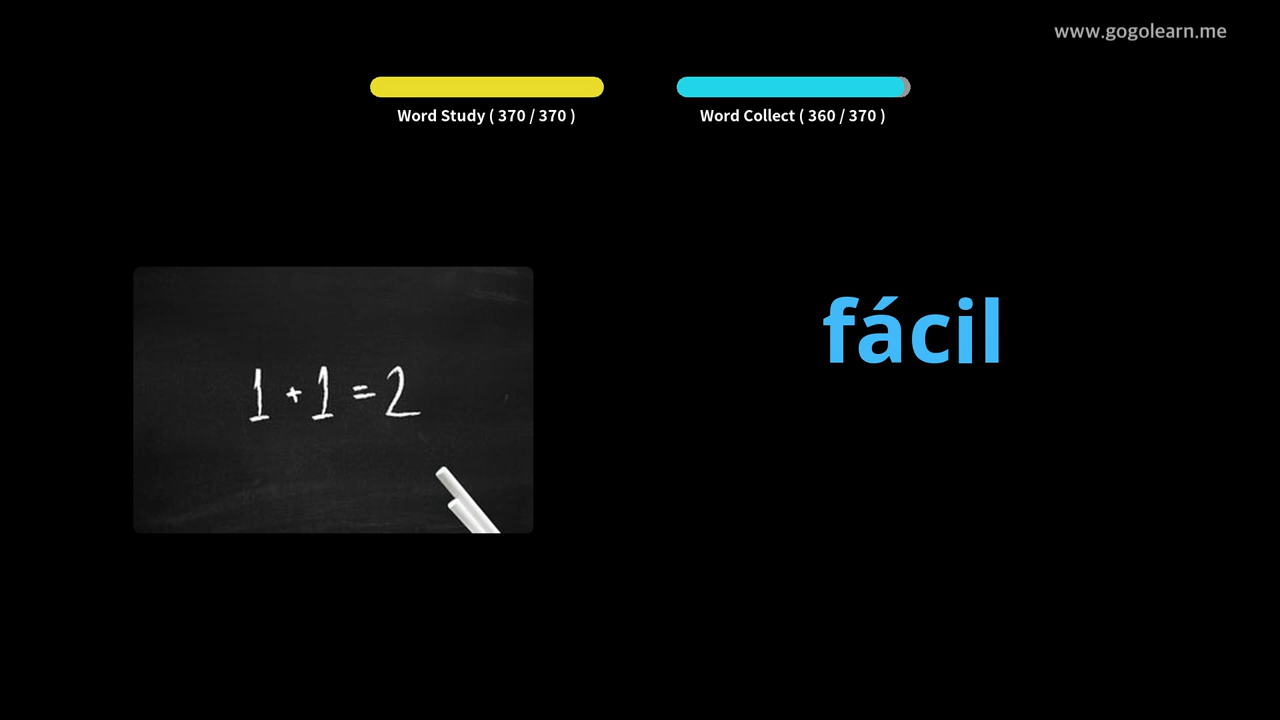 www.gogolearn.me
Word Study ( 370 / 370 )
Word Collect ( 360 / 370 )
fácil
1 + 1 = 2